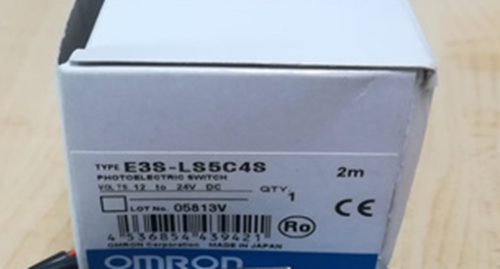 TYPE E3S-LS5C4S 2m
PHOTOELECTRIC SWITCH
VOLTS. 12 to 24V DC QTY 1
LOT No. 05813V
CE
Ro
4 536854 439421
OMRON Corporation MADE IN JAPAN
OMRON